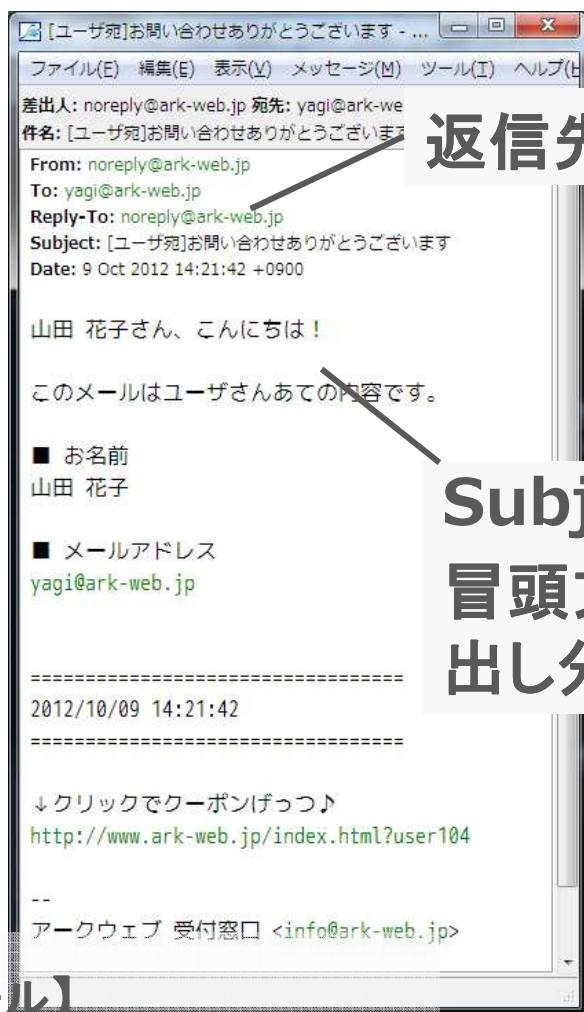 [ユーザ宛]お問い合わせありがとうございます - ...
ファイル(F) 編集(E) 表示(V) メッセージ(M) ツール(T) ヘルプ(H
差出人: noreply@ark-web.jp 宛先: yagi@ark-we
件名: [ユーザ宛]お問い合わせありがとうございます
返信先
From: noreply@ark-web.jp
To: yagi@ark-web.jp
Reply-To: noreply@ark-web.jp
Subject: [ユーザ宛]お問い合わせありがとうございます
Date: 9 Oct 2012 14:21:42 +0900
山田 花子さん、こんにちは！
このメールはユーザさんあての内容です。
■ お名前
山田 花子
Subj
冒頭
出し
■ メールアドレス
yagi@ark-web.jp
==================================
2012/10/09 14:21:42
==================================
↓クリックでクーポンげっつ♪
http://www.ark-web.jp/index.html?user104
--
アークウェブ 受付窓口 <info@ark-web.jp>
ル】